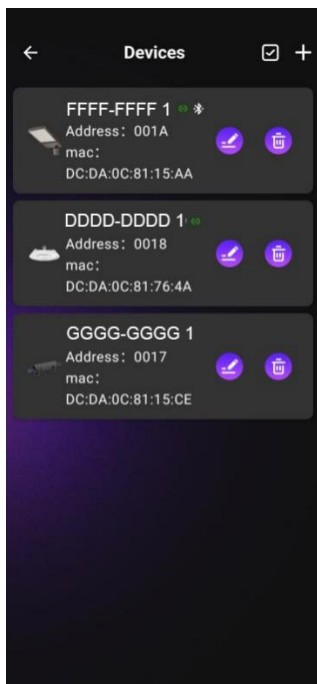 Devices
FFFF-FFFF 1
Address：001A
mac：
DC:DA:0C:81:15:AA
DDDD-DDDD 1
Address：0018
mac：
DC:DA:0C:81:76:4A
GGGG-GGGG 1
Address：0017
mac：
DC:DA:0C:81:15:CE